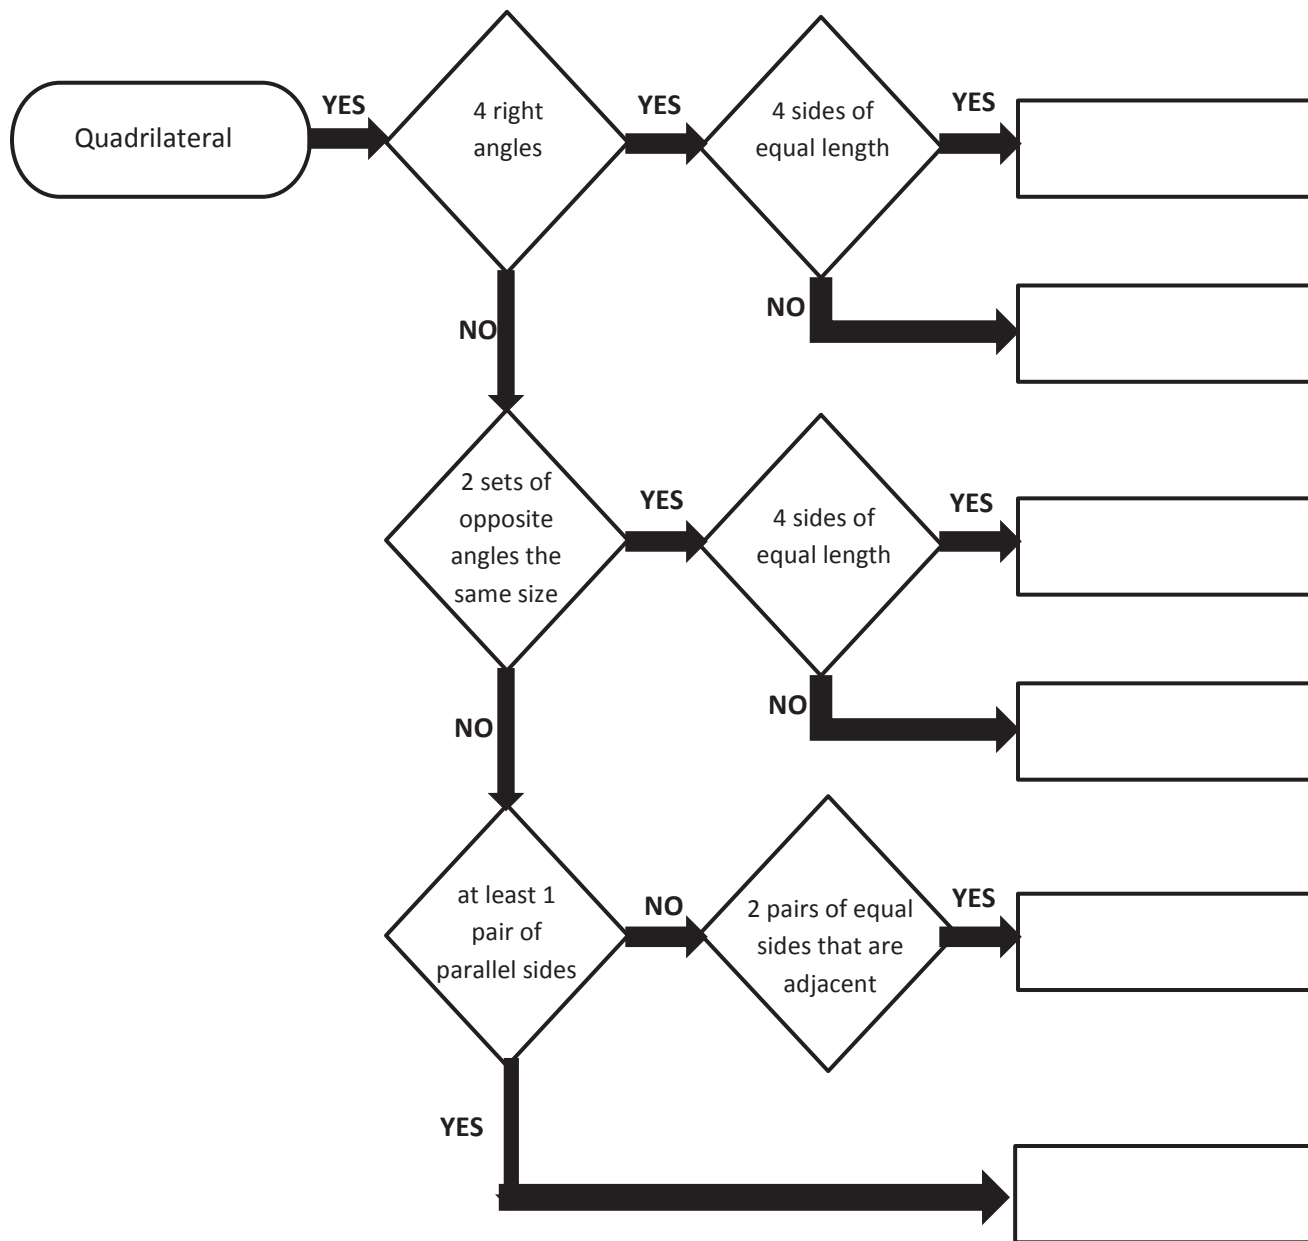 Quadrilateral
YES
4 right
angles
YES
4 sides of
equal length
YES
NO
NO
2 sets of
opposite
angles the
same size
YES
4 sides of
equal length
YES
NO
NO
at least 1
pair of
parallel sides
NO
2 pairs of equal
sides that are
adjacent
YES
YES